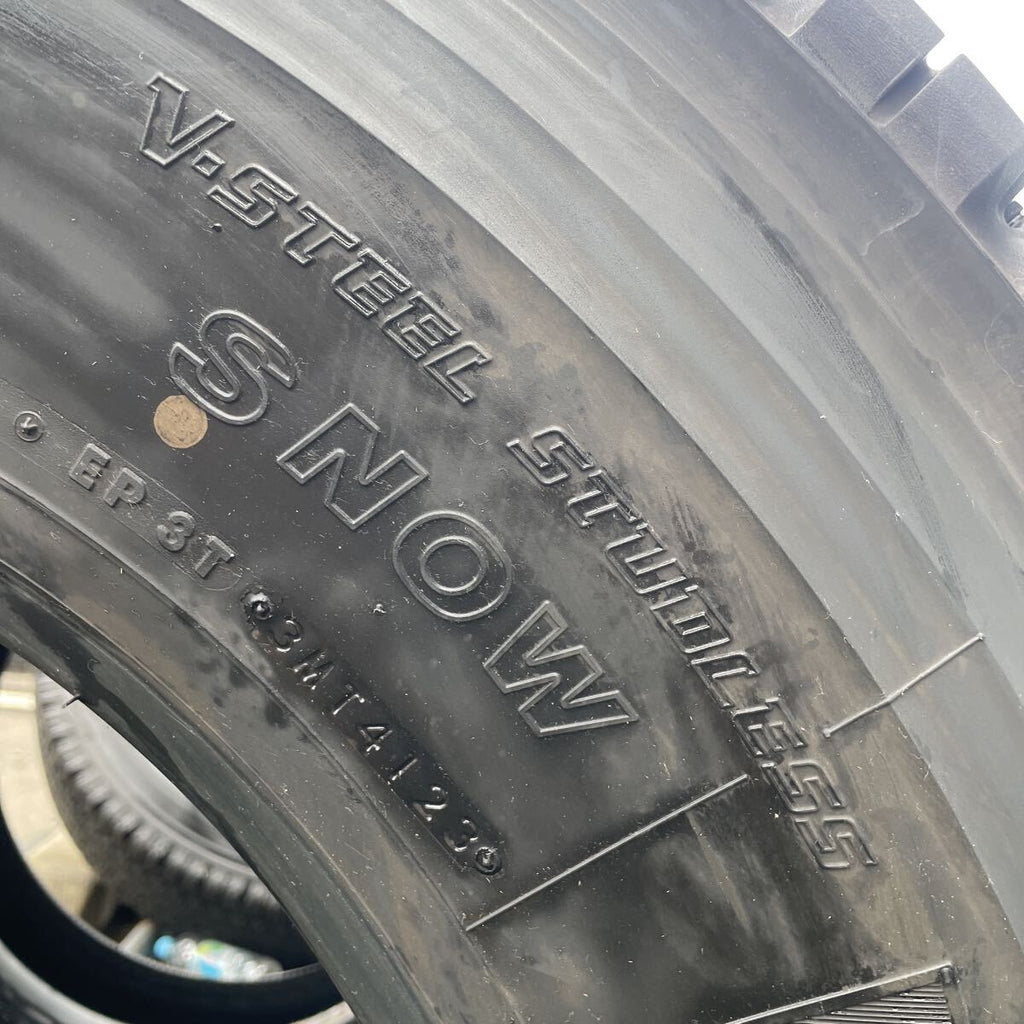 V·STEEL STUDLESS
SNOW
EP 3T 3MT4123